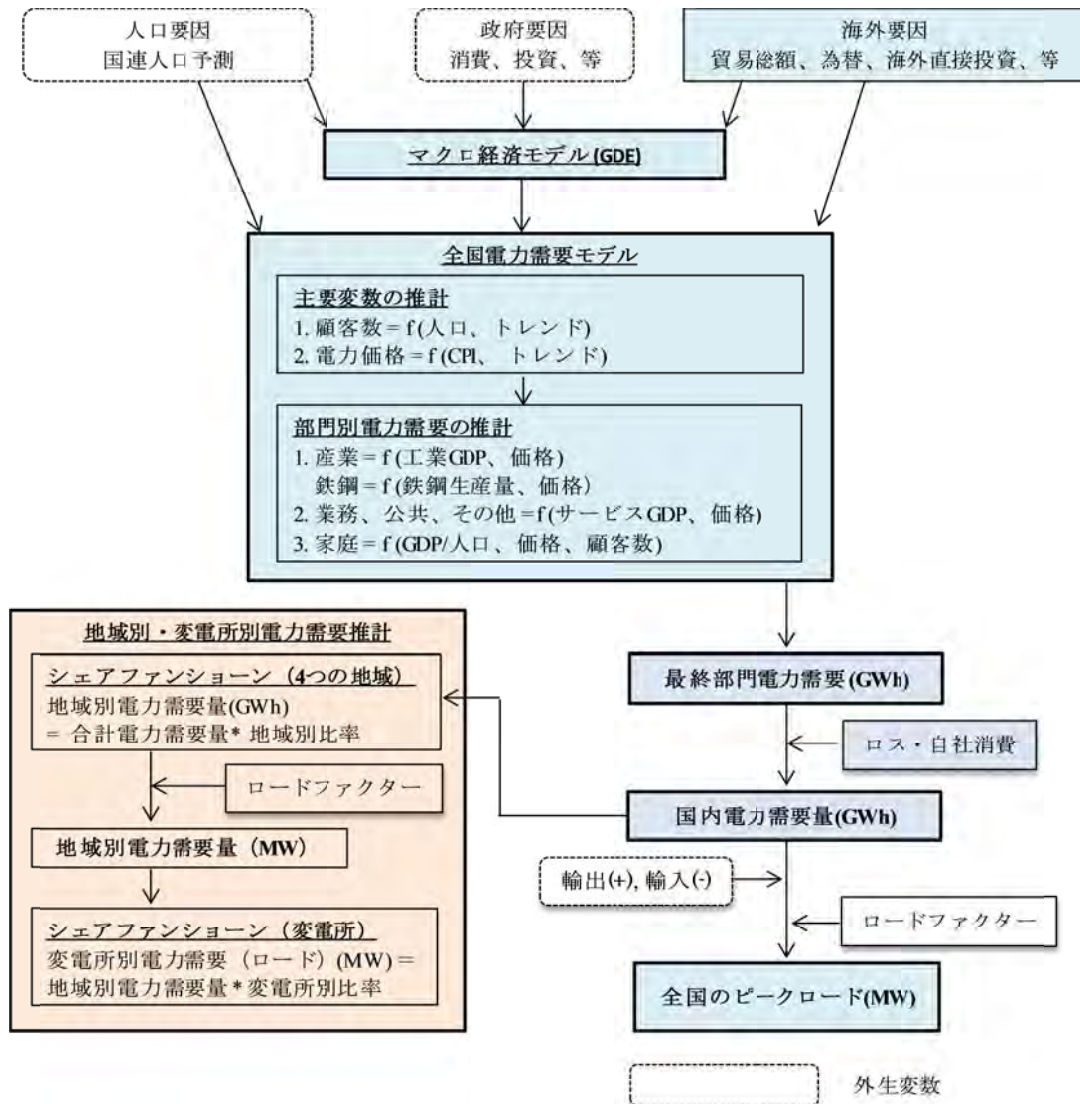 人口要因
国連人口予測
政府要因
消費、投資、等
海外要因
貿易総額、為替、海外直接投資、等
マクロ経済モデル(GDE)
全国電力需要モデル
主要変数の推計
1. 顧客数 = f (人口、トレンド)
2. 電力価格 = f (CPI、 トレンド)
部門別電力需要の推計
1. 産業 = f (工業GDP、価格)
鉄鋼 = f (鉄鋼生産量、価格)
2. 業務、公共、その他 =f (サービスGDP、価格)
3. 家庭 = f (GDP/人口、価格、顧客数)
地域別・変電所別電力需要推計
シェアファンショーン (4つの地域)
地域別電力需要量(GWh)
= 合計電力需要量* 地域別比率
ロードファクター
地域別電力需要量 (MW)
シェアファンショーン (変電所)
変電所別電力需要 (ロード) (MW) =
地域別電力需要量*変電所別比率
最終部門電力需要(GWh)
ロス・自社消費
国内電力需要量(GWh)
輸出(+), 輸入(-)
ロードファクター
全国のピークロード(MW)
外生変数